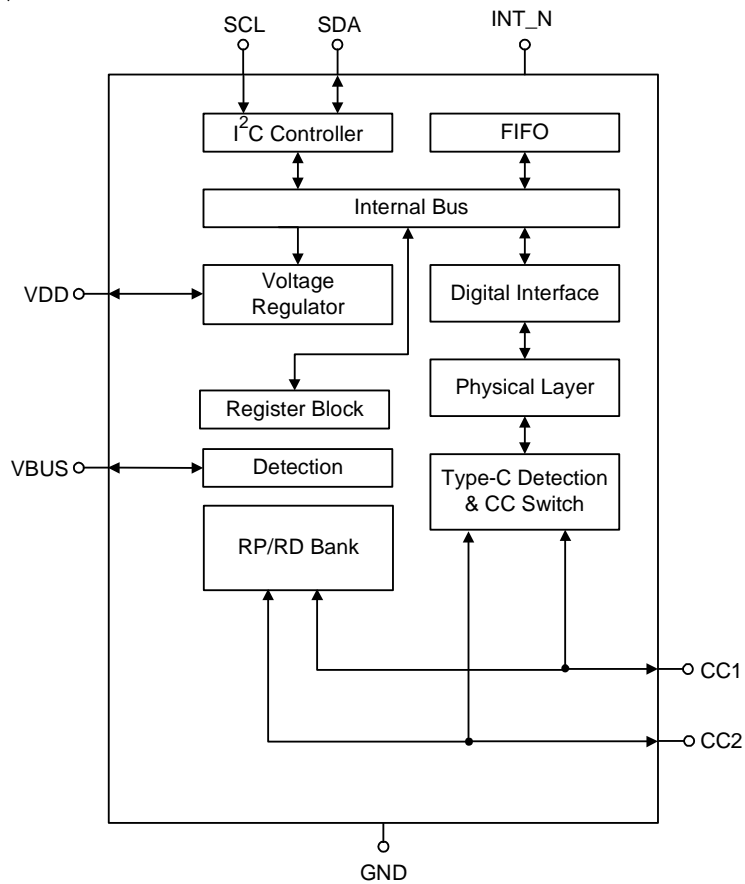 SCL
SDA
INT_N
I2C Controller
FIFO
Internal Bus
VDD
Voltage
Regulator
Digital Interface
Physical Layer
Register Block
VBUS
Detection
Type-C Detection
& CC Switch
RP/RD Bank
CC1
CC2
GND